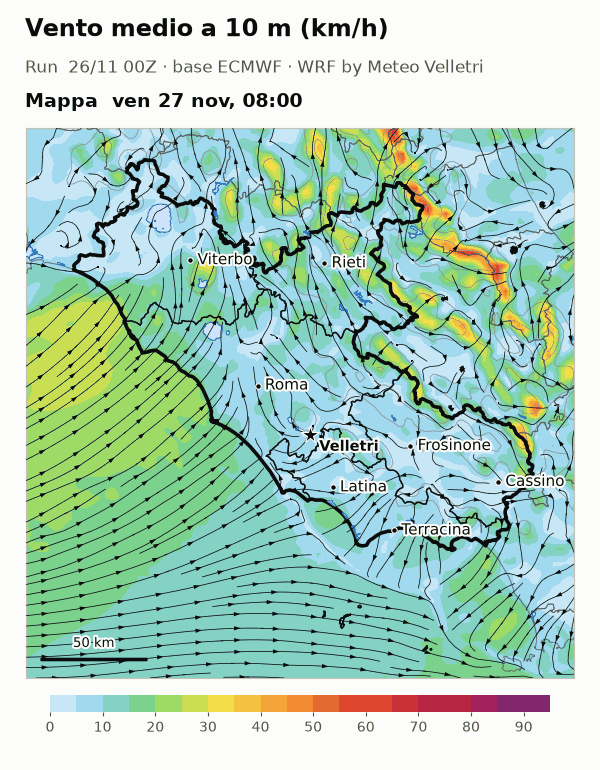 Vento medio a 10 m (km/h)
Run 26/11 00Z · base ECMWF · WRF by Meteo Velletri
Mappa ven 27 nov, 08:00
Viterbo
Rieti
Roma
Velletri
Frosinone
Latina
Cassino
Terracina
50 km
0 10 20 30 40 50 60 70 80 90